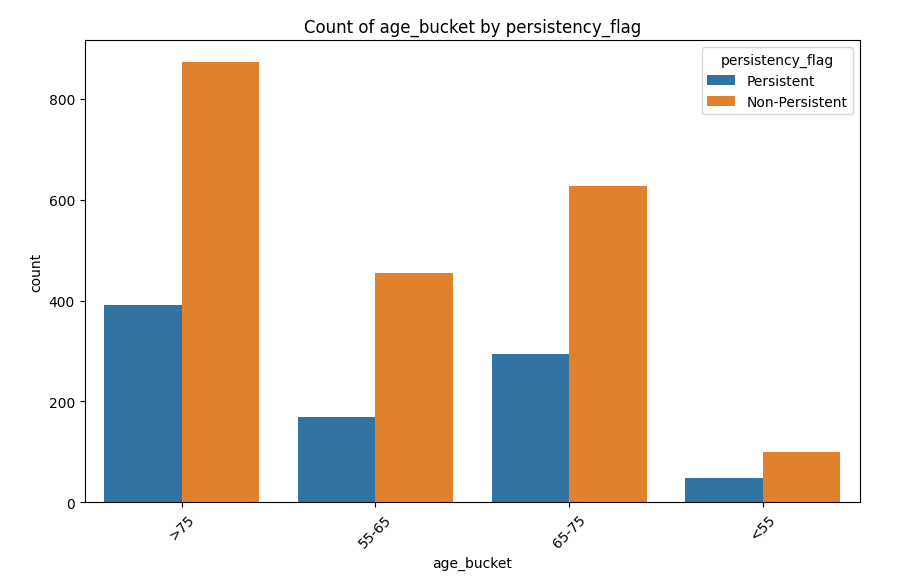 Count of age_bucket by persistency_flag
persistency_flag
Persistent
Non-Persistent
800
600
400
200
0
count
>75
55-65
65-75
<55
age_bucket